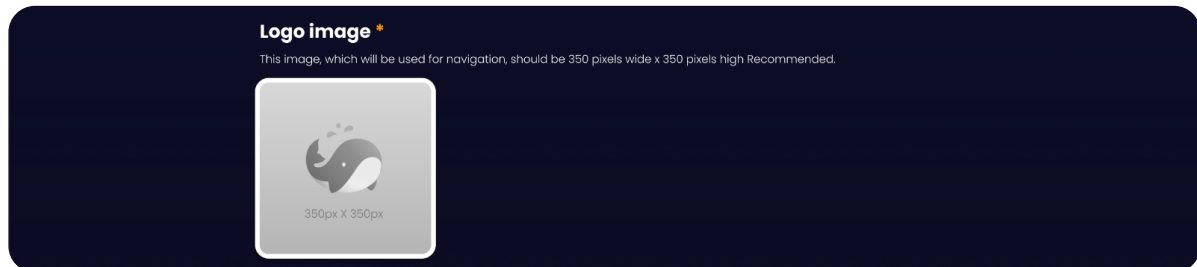 Logo image *
This image, which will be used for navigation, should be 350 pixels wide x 350 pixels high Recommended.
350px X 350px